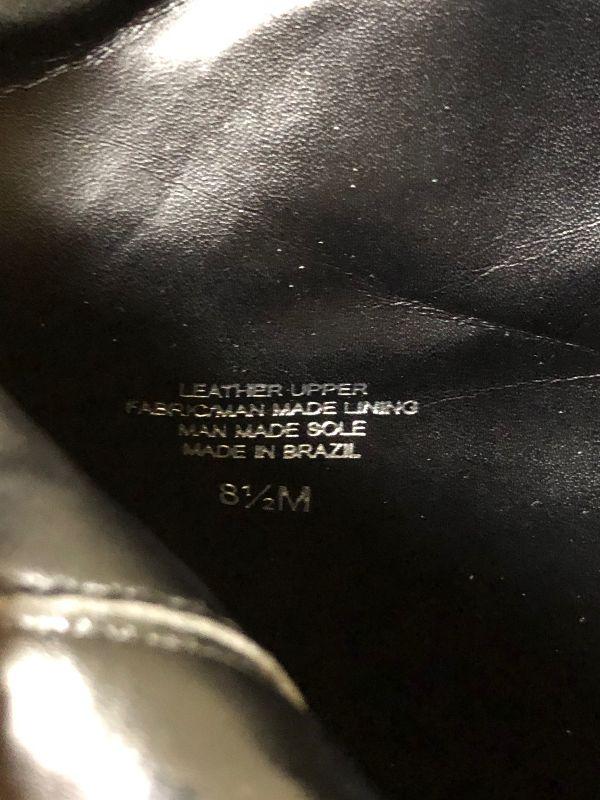 LEATHER UPPER
FABRIC/MAN MADE LINING
MAN MADE SOLE
MADE IN BRAZIL
8½M